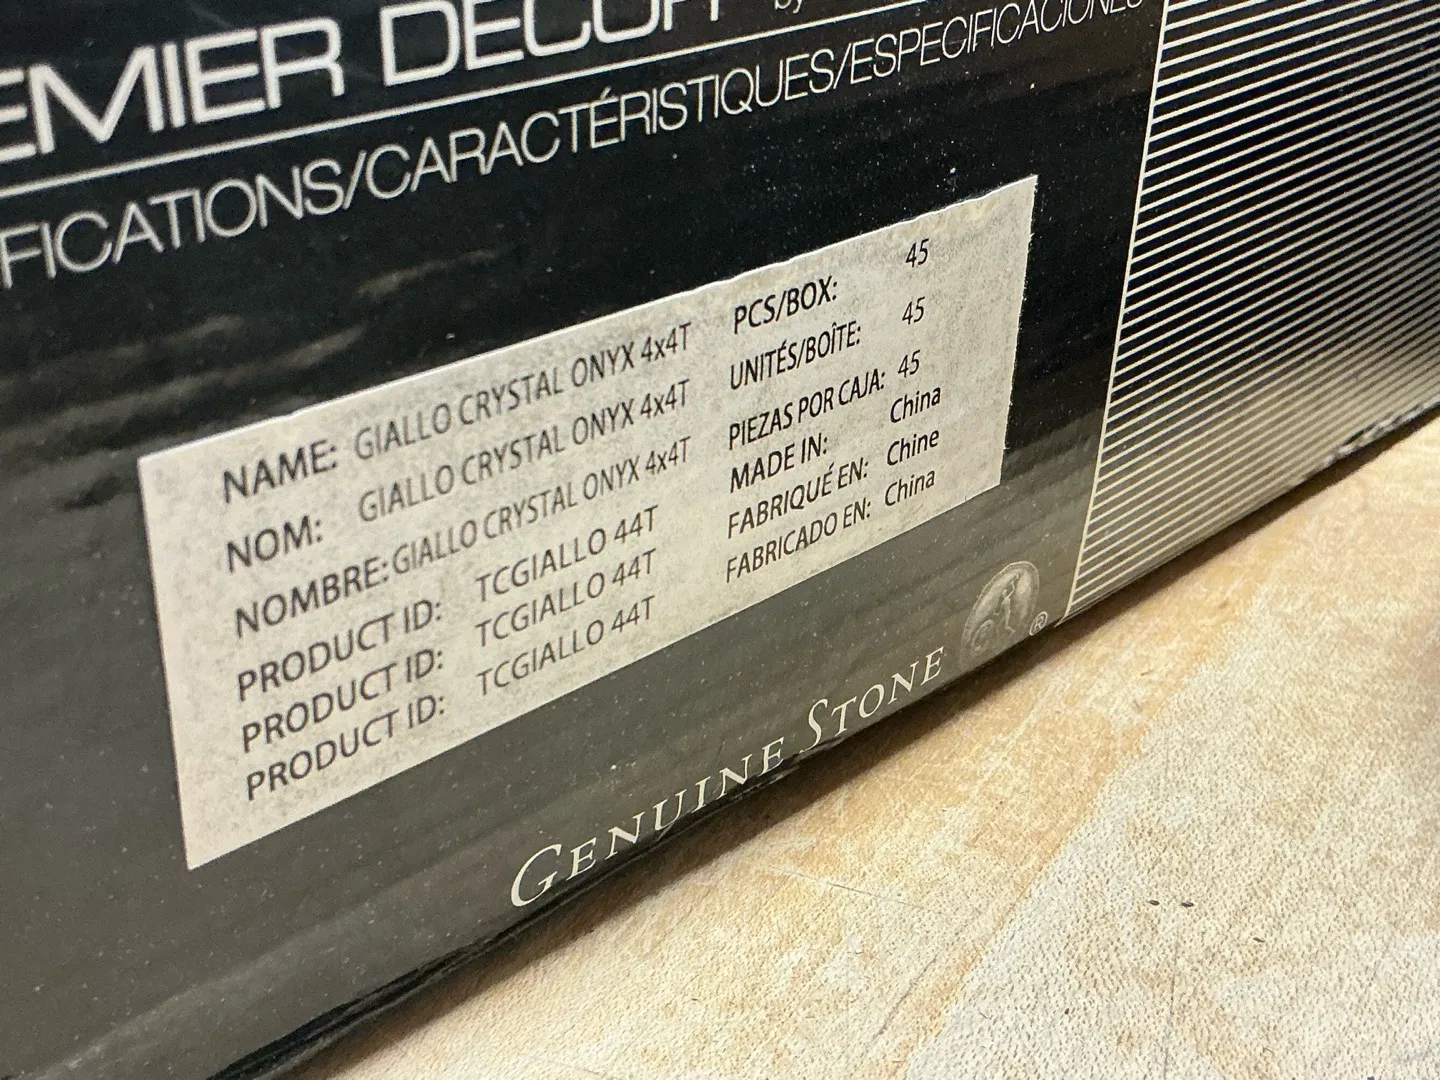 EMIER DECOR by
FICATIONS/CARACTÉRISTIQUES/ESPECIFICACIONES
NAME: GIALLO CRYSTAL ONYX 4x4T
NOM: GIALLO CRYSTAL ONYX 4x4T
NOMBRE: GIALLO CRYSTAL ONYX 4x4T
PRODUCT ID: TCGIALLO 44T
PRODUCT ID: TCGIALLO 44T
PRODUCT ID: TCGIALLO 44T
PCS/BOX: 45
UNITÉS/BOÎTE: 45
PIEZAS POR CAJA: 45
MADE IN: China
FABRIQUÉ EN: Chine
FABRICADO EN: China
GENUINE STONE ®